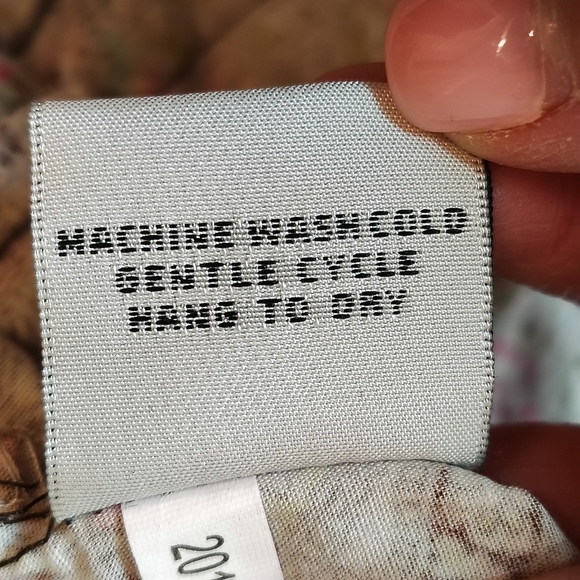 MACHINE WASH COLD
GENTLE CYCLE
HANG TO DRY